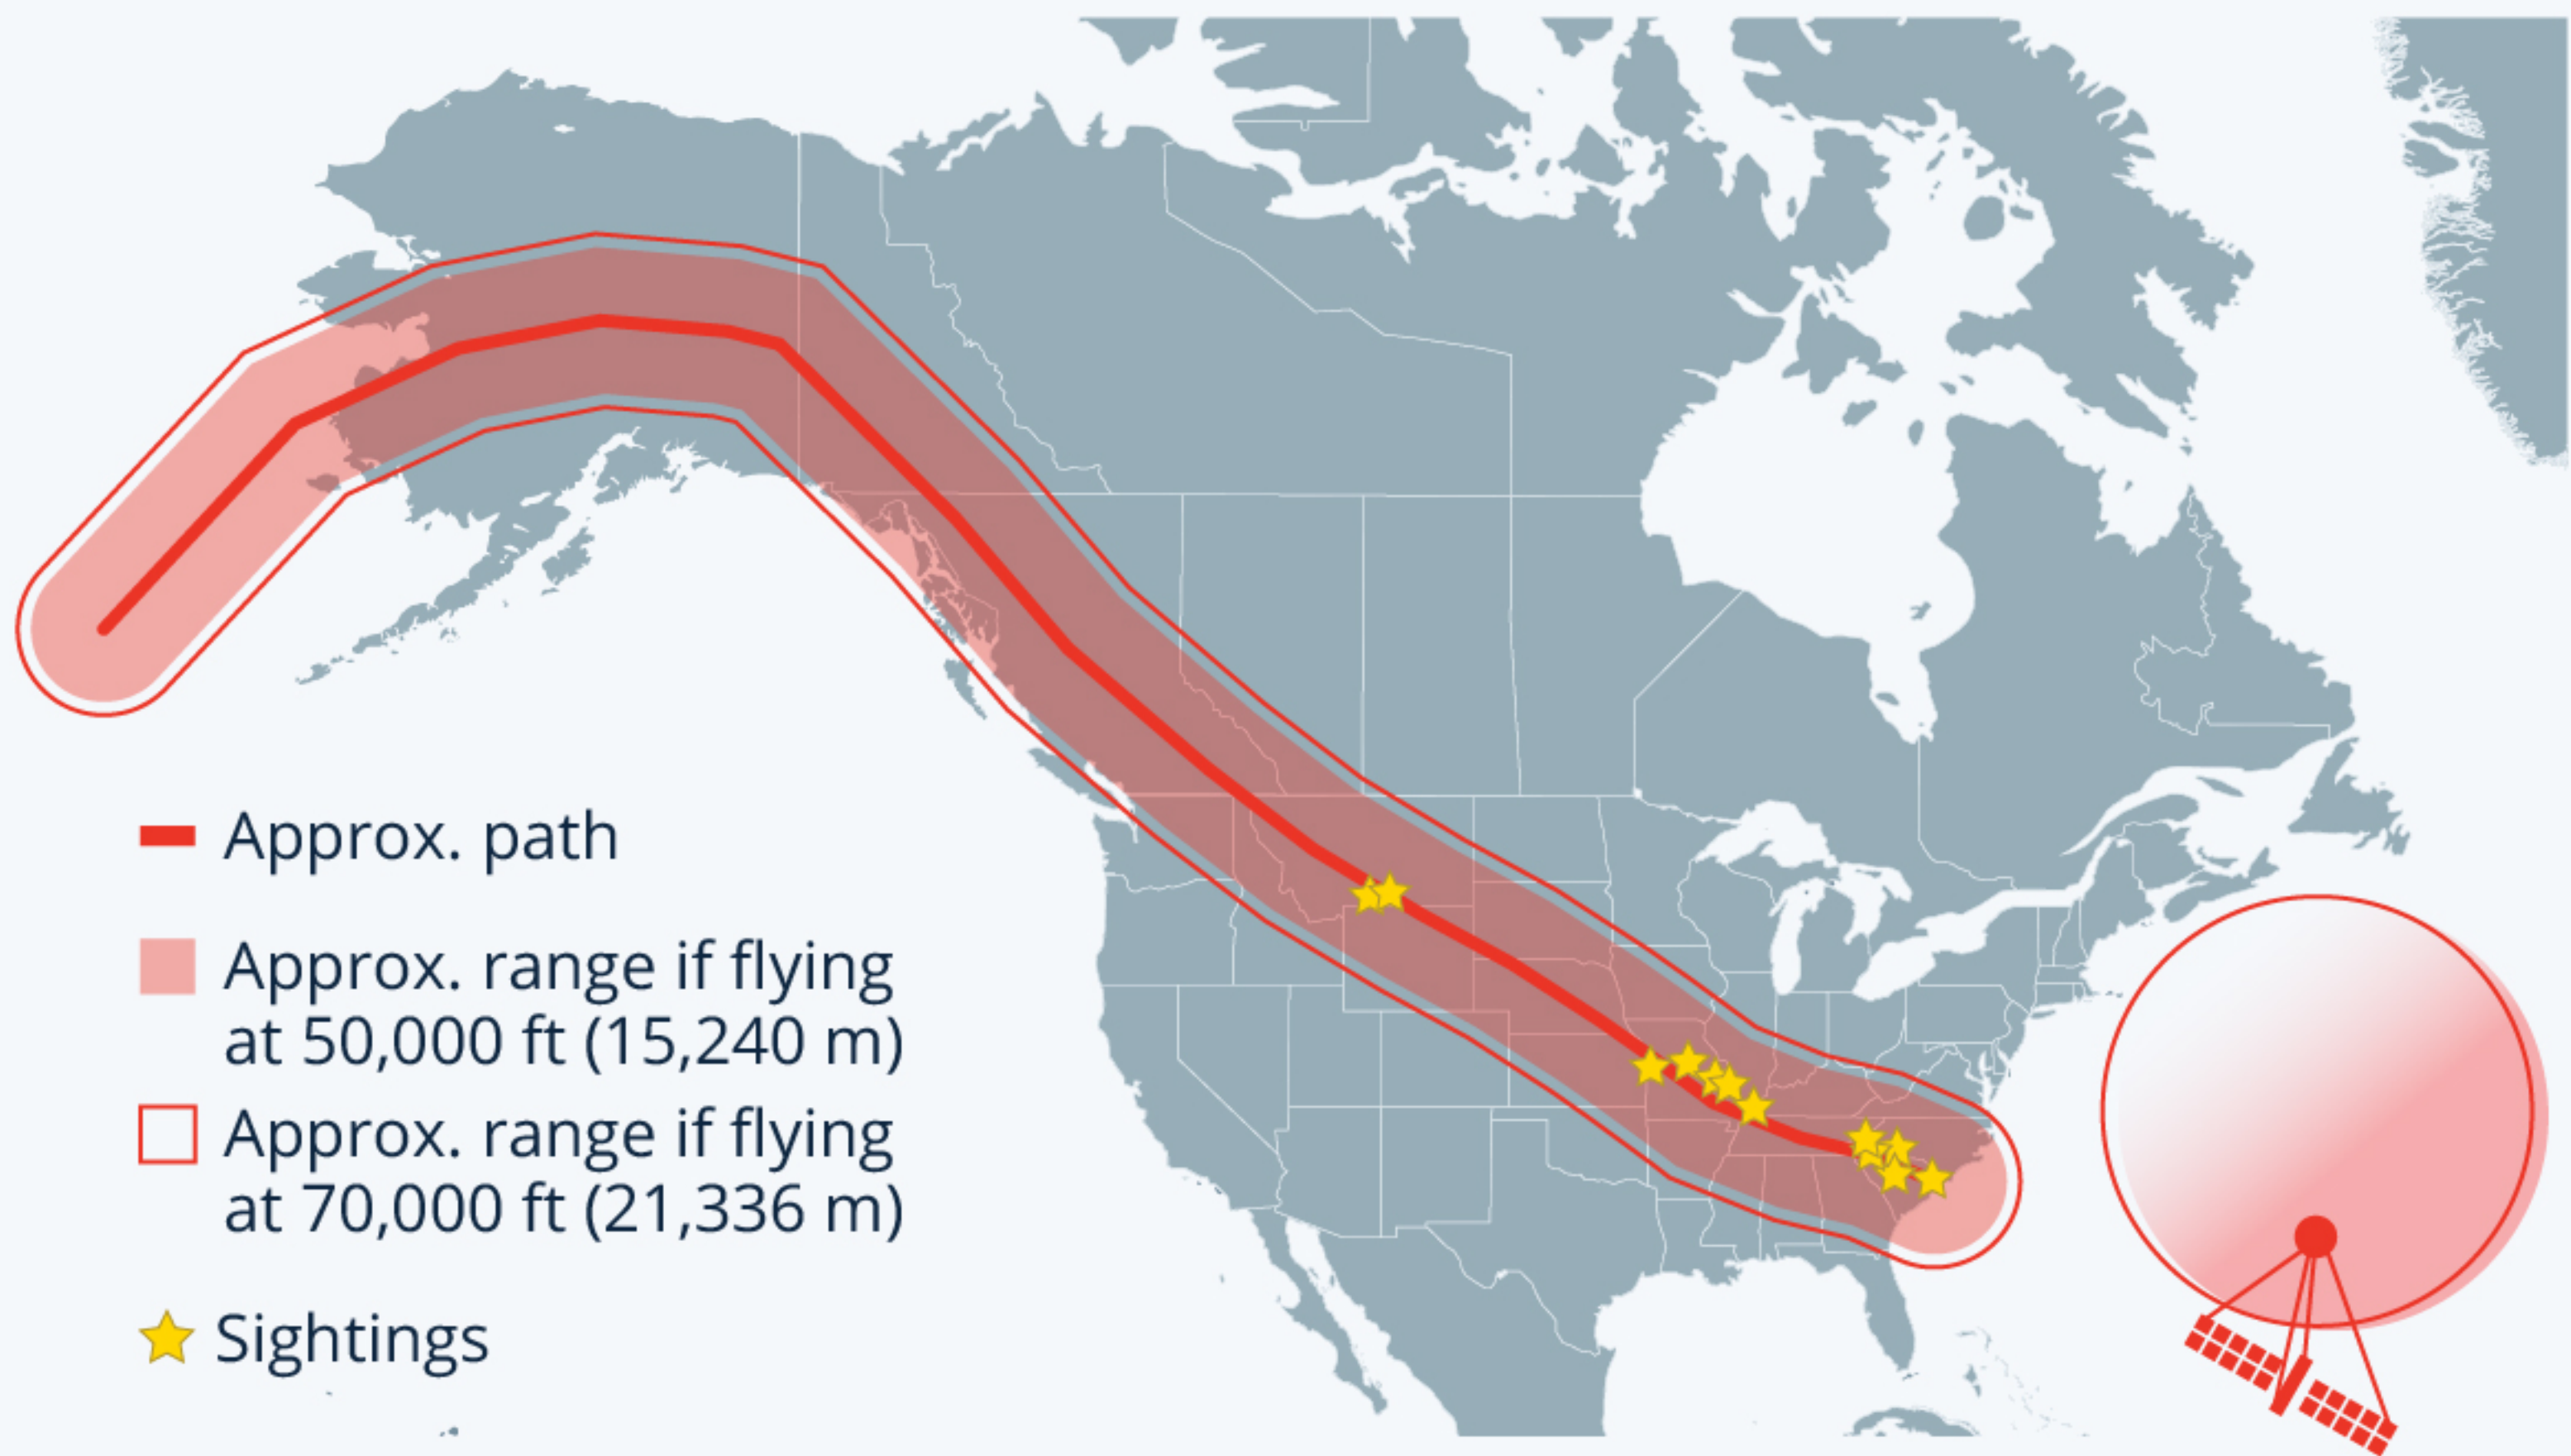 Approx. path
Approx. range if flying
at 50,000 ft (15,240 m)
Approx. range if flying
at 70,000 ft (21,336 m)
Sightings